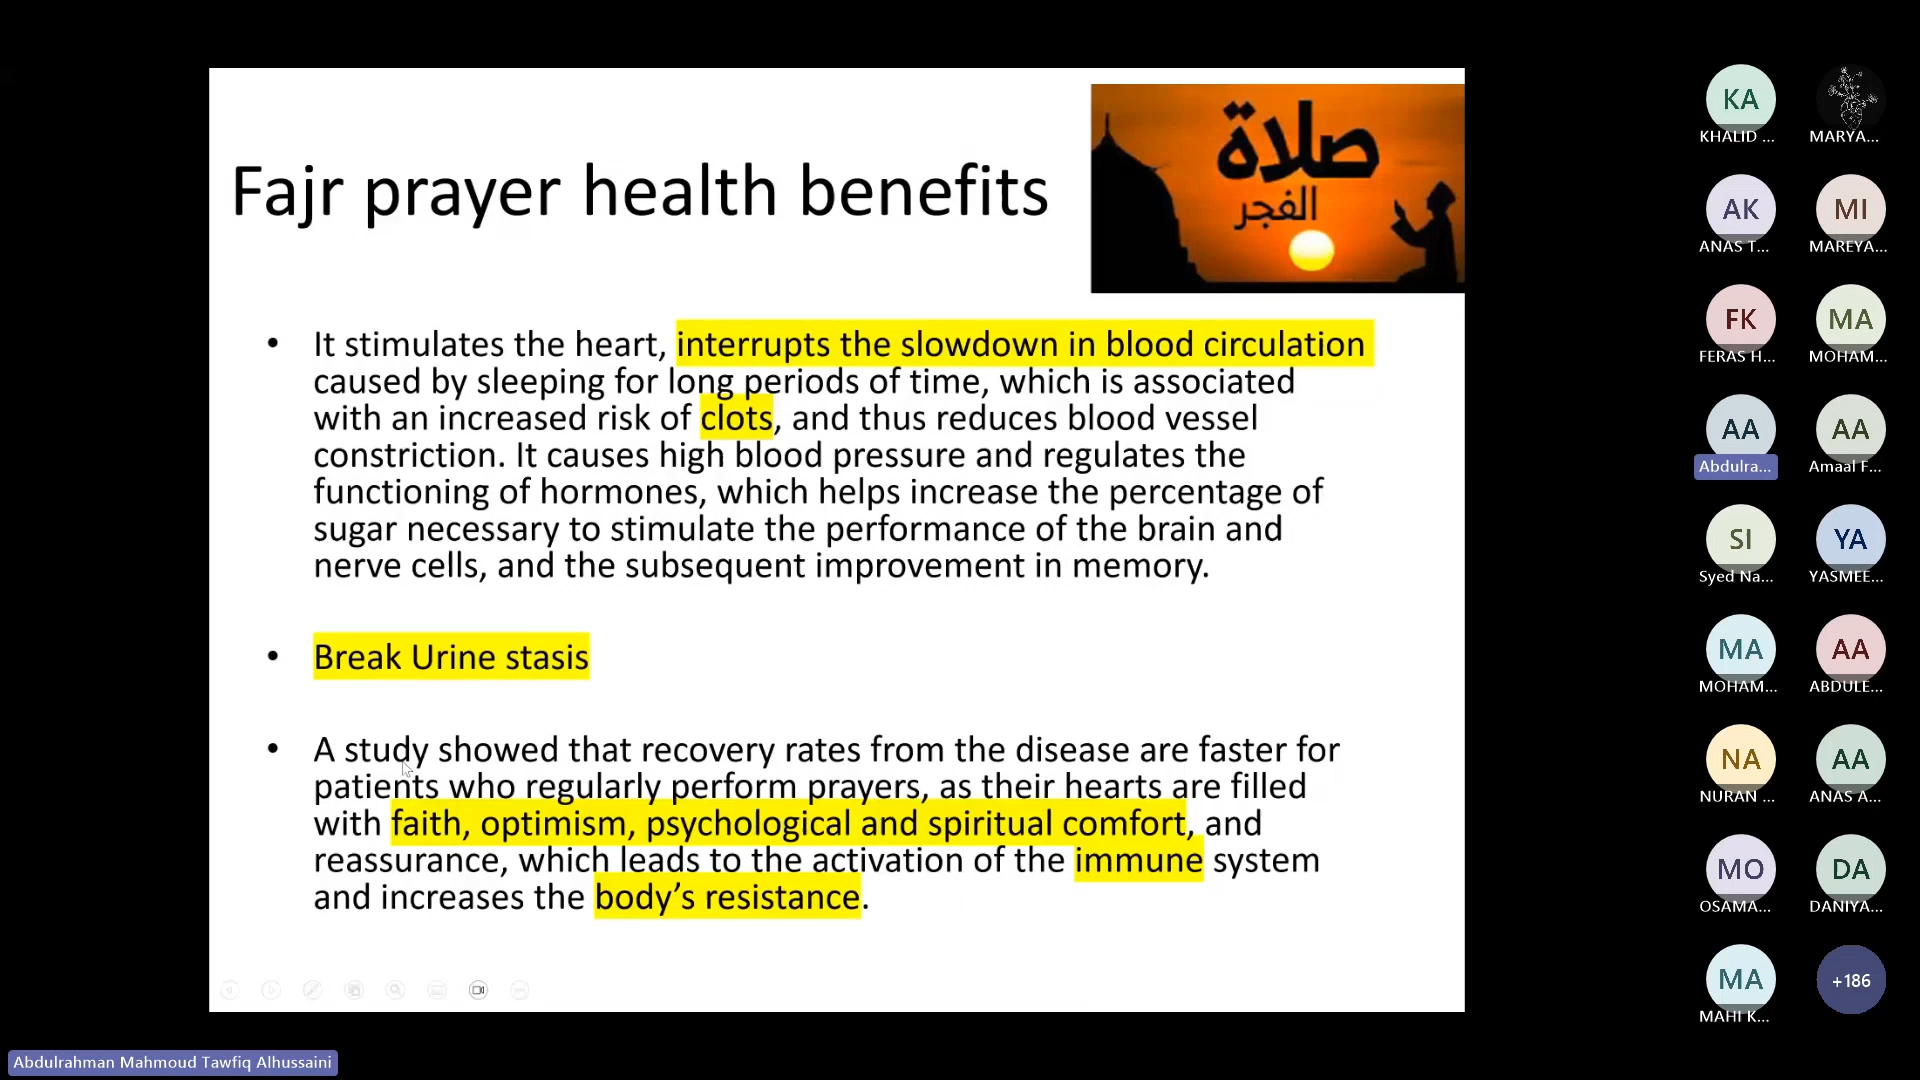 Fajr prayer health benefits
صلاة
الفجر
• It stimulates the heart, interrupts the slowdown in blood circulation
caused by sleeping for long periods of time, which is associated
with an increased risk of clots, and thus reduces blood vessel
constriction. It causes high blood pressure and regulates the
functioning of hormones, which helps increase the percentage of
sugar necessary to stimulate the performance of the brain and
nerve cells, and the subsequent improvement in memory.
• Break Urine stasis
• A study showed that recovery rates from the disease are faster for
patients who regularly perform prayers, as their hearts are filled
with faith, optimism, psychological and spiritual comfort, and
reassurance, which leads to the activation of the immune system
and increases the body’s resistance.
KA
KHALID ...
MARYA...
AK
ANAS T...
MI
MAREYA...
FK
FERAS H...
MA
MOHAM...
AA
Abdulra...
AA
Amaal F...
SI
Syed Na...
YA
YASMEE...
MA
MOHAM...
AA
ABDULE...
NA
NURAN ...
AA
ANAS A...
MO
OSAMA...
DA
DANIYA...
MA
MAHI K...
+186
Abdulrahman Mahmoud Tawfiq Alhussaini